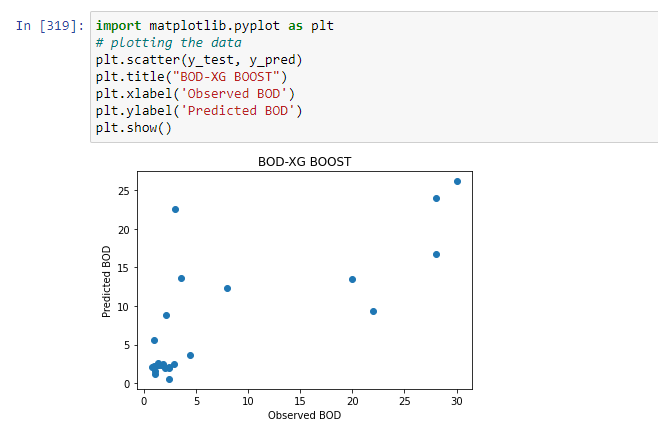 In [319]:
import matplotlib.pyplot as plt
# plotting the data
plt.scatter(y_test, y_pred)
plt.title("BOD-XG BOOST")
plt.xlabel('Observed BOD')
plt.ylabel('Predicted BOD')
plt.show()
BOD-XG BOOST
Predicted BOD
25
20
15
10
5
0
0 5 10 15 20 25 30
Observed BOD